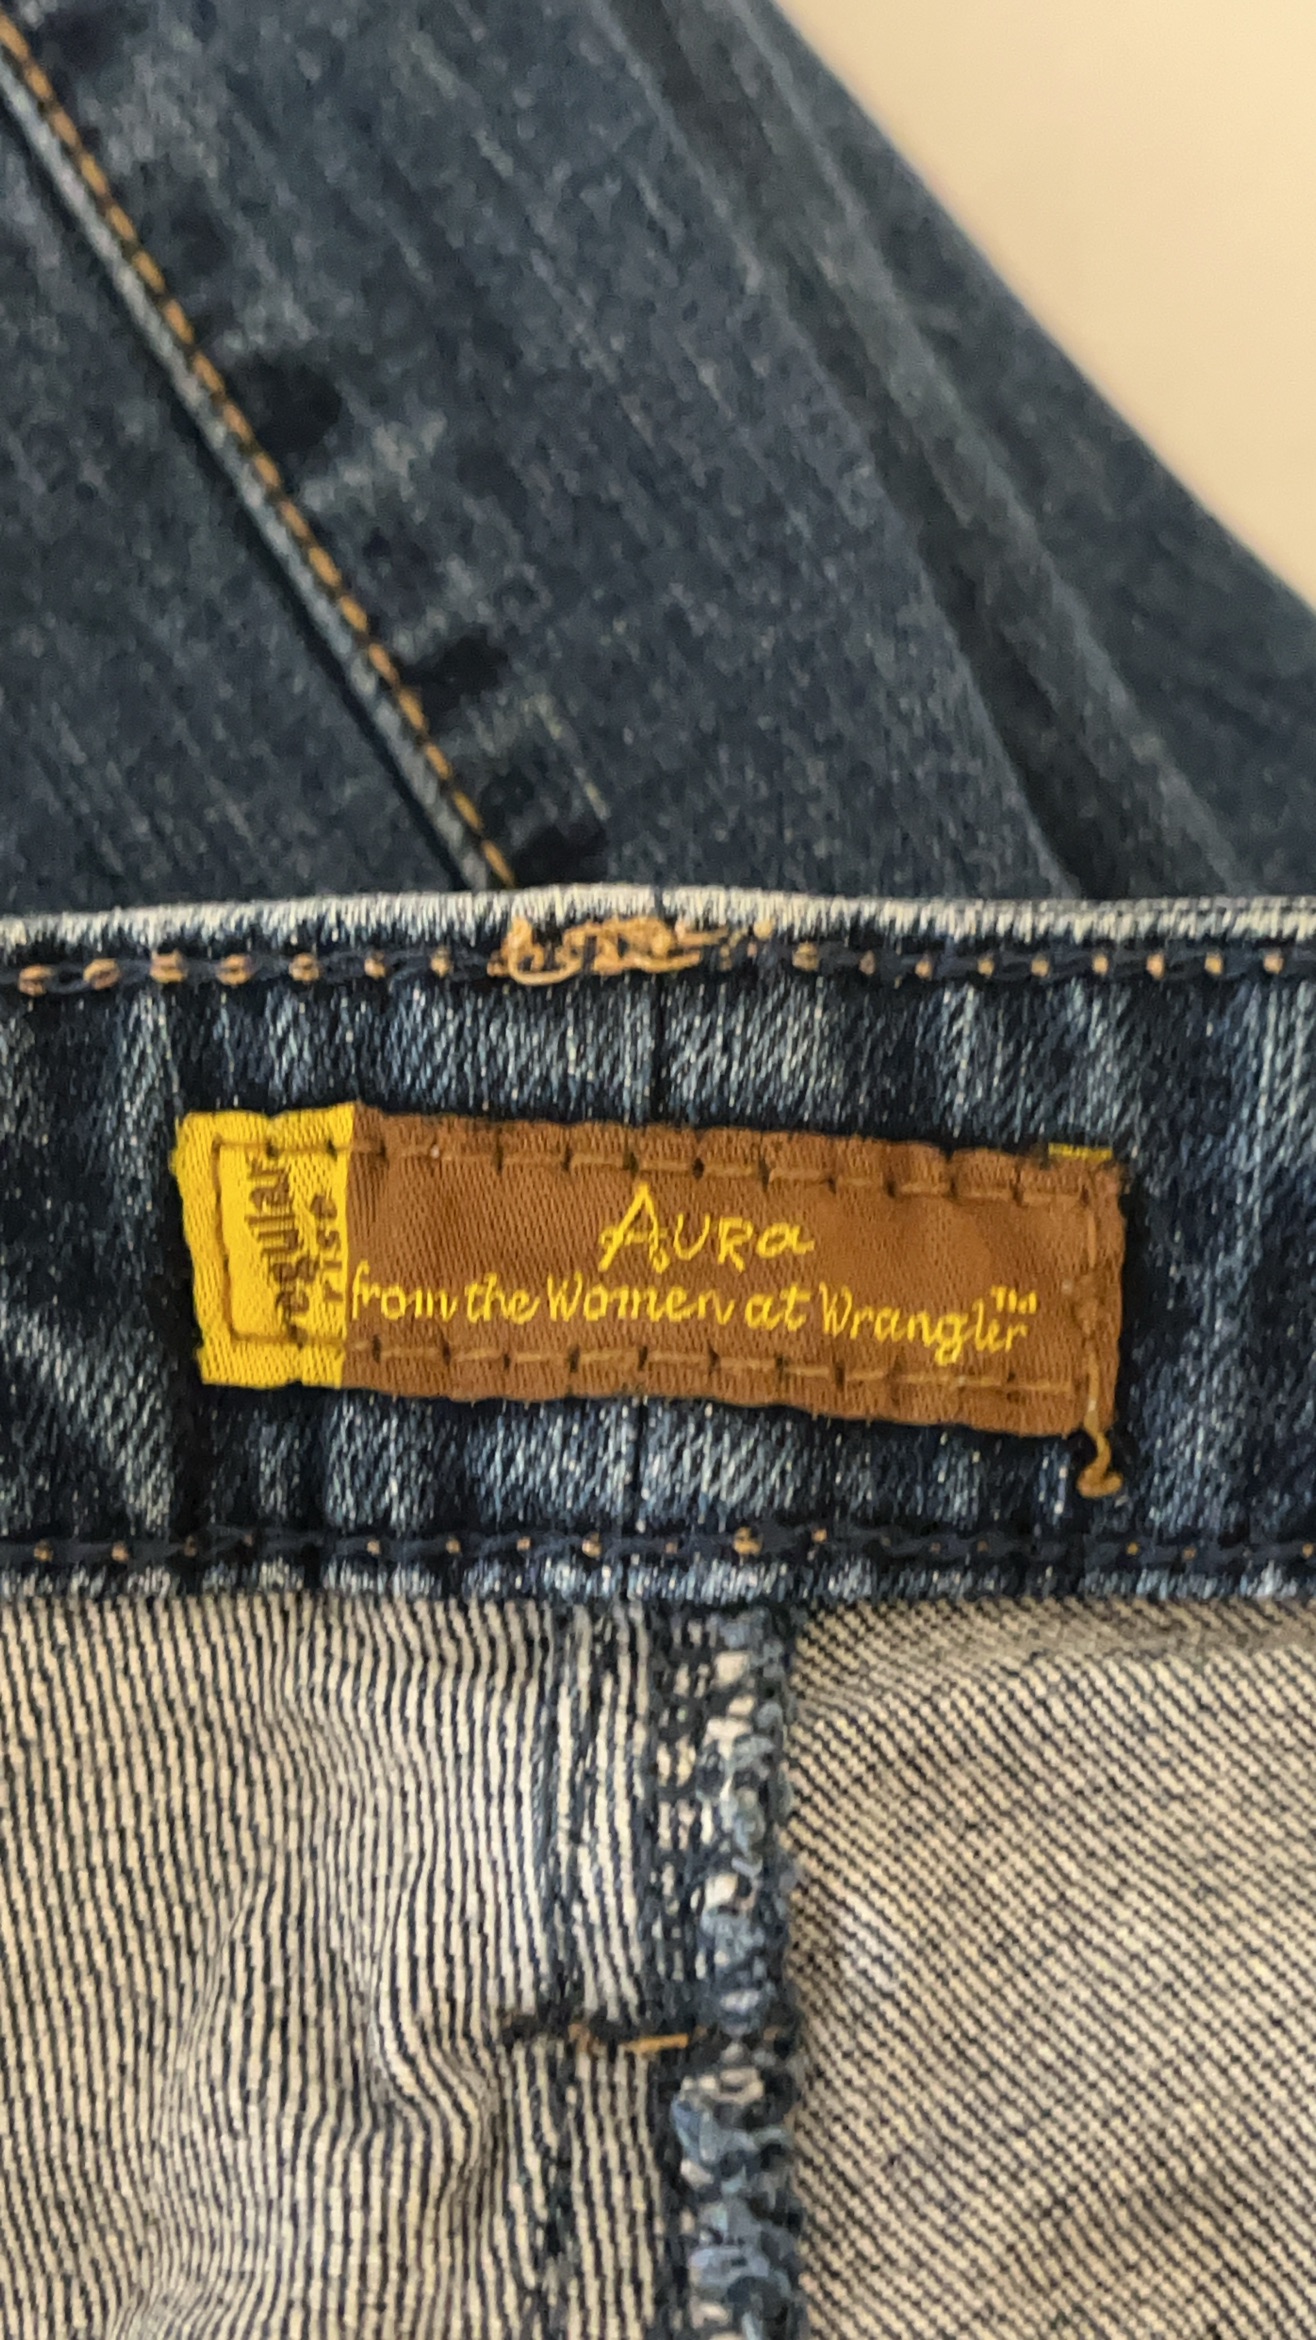 regular
rise
AURA
from the Women at Wrangler™